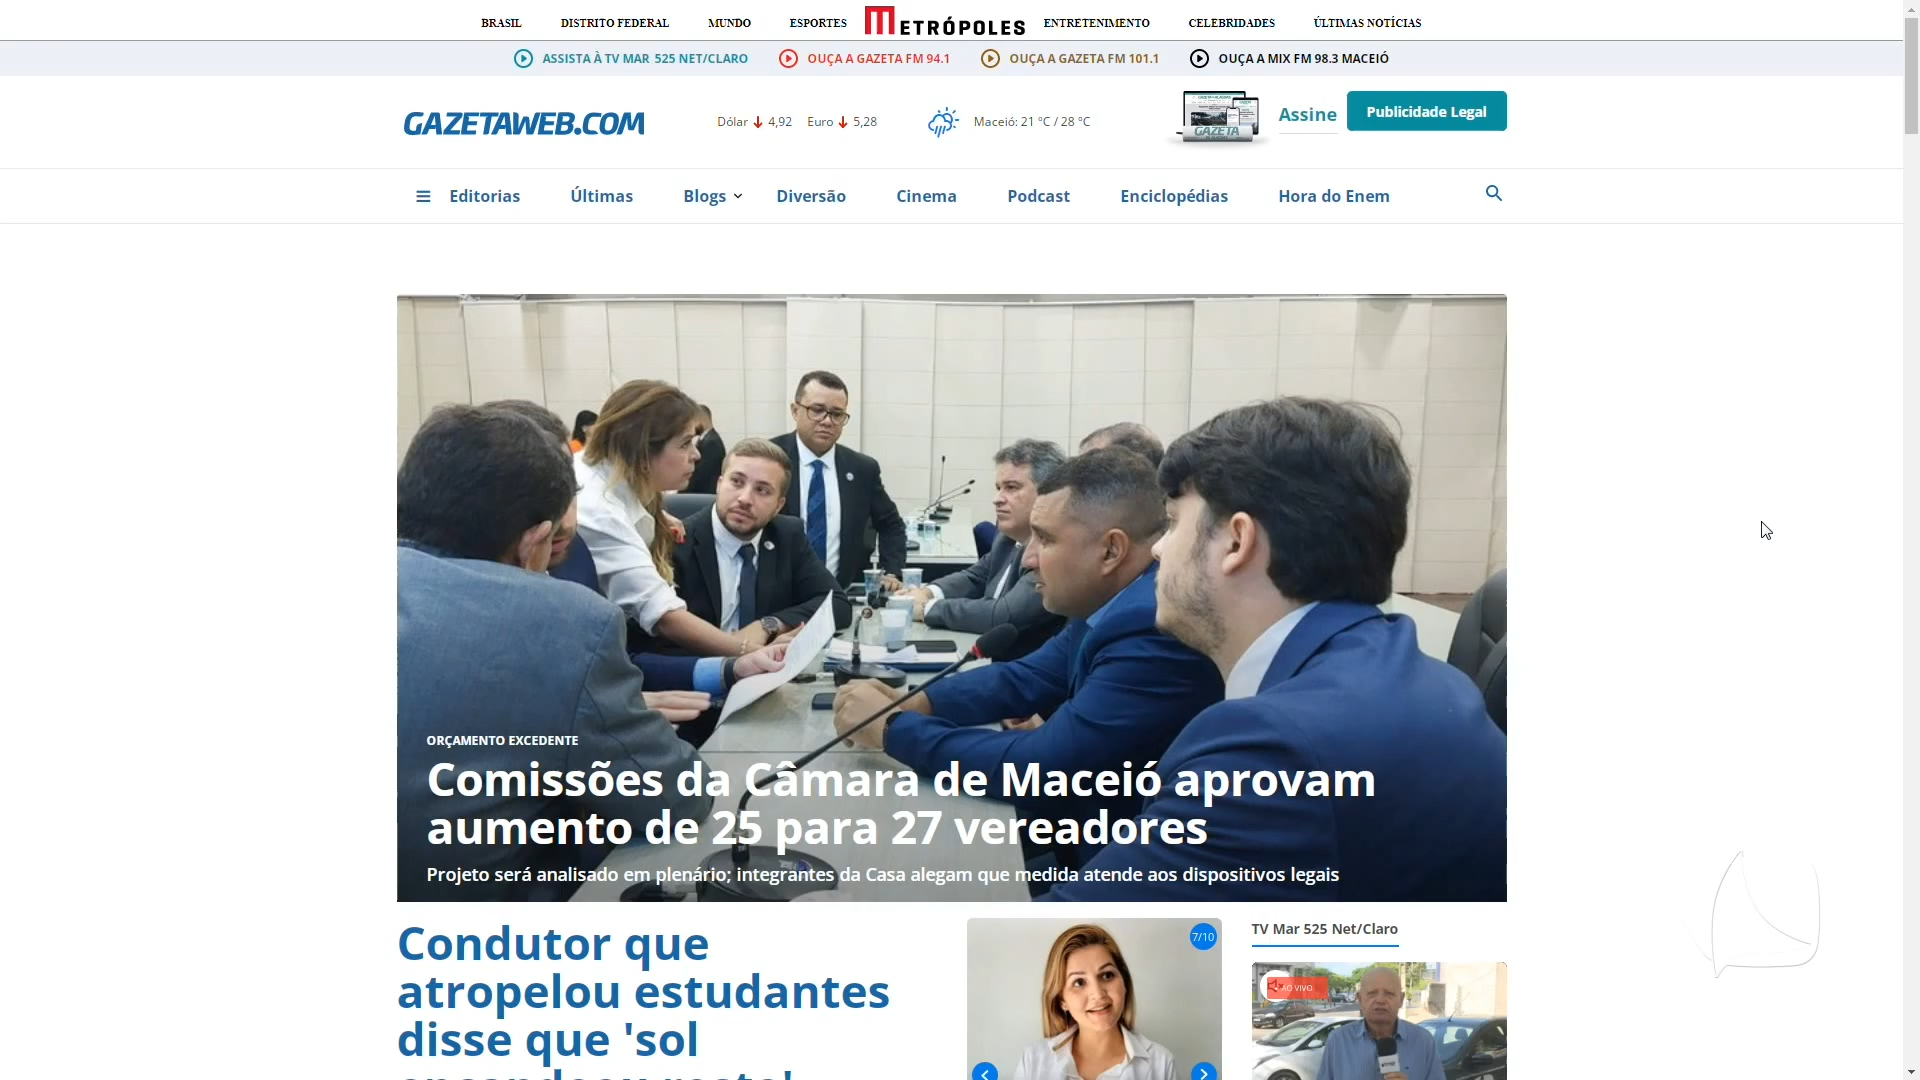 BRASIL DISTRITO FEDERAL MUNDO ESPORTES METRÓPOLES ENTRETENIMENTO CELEBRIDADES ÚLTIMAS NOTÍCIAS
ASSISTA À TV MAR 525 NET/CLARO OUÇA A GAZETA FM 94.1 OUÇA A GAZETA FM 101.1 OUÇA A MIX FM 98.3 MACEIÓ
GAZETAWEB.COM Dólar 4,92 Euro 5,28 Maceió: 21 ºC / 28 ºC GAZETA Assine Publicidade Legal
Editorias Últimas Blogs Diversão Cinema Podcast Enciclopédias Hora do Enem
ORÇAMENTO EXCEDENTE
Comissões da Câmara de Maceió aprovam
aumento de 25 para 27 vereadores
Projeto será analisado em plenário; integrantes da Casa alegam que medida atende aos dispositivos legais
Condutor que
atropelou estudantes
disse que 'sol
7/10
TV Mar 525 Net/Claro
AO VIVO